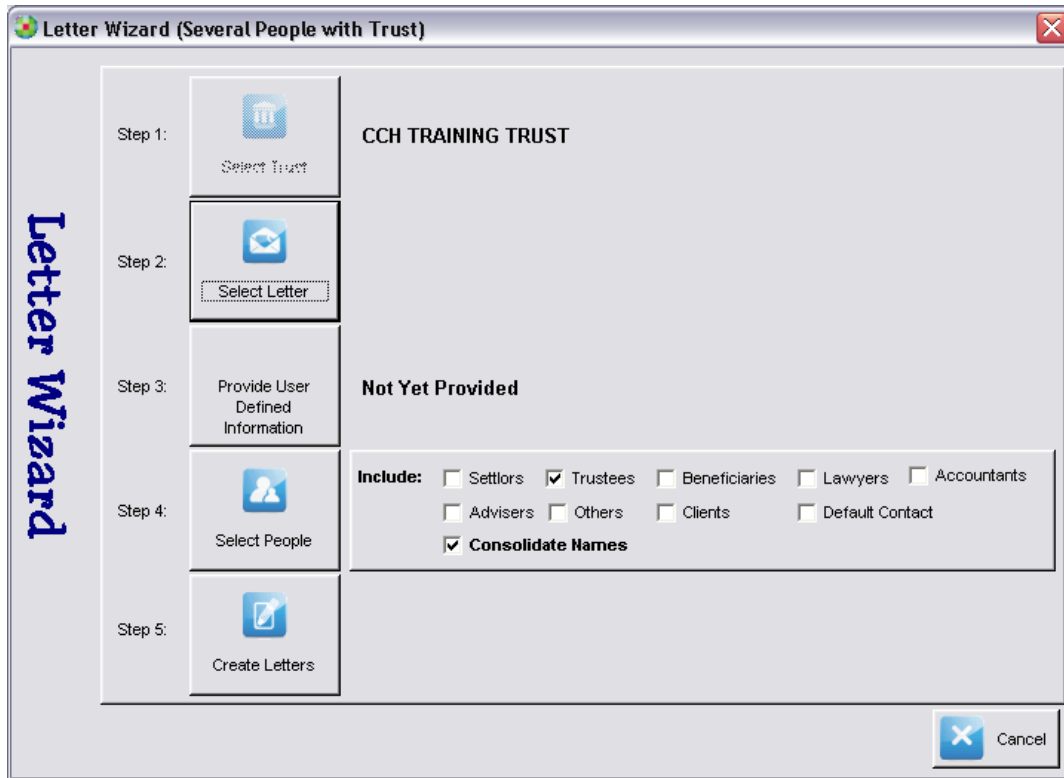 Letter Wizard (Several People with Trust)
Letter Wizard
Step 1:
Select Trust
CCH TRAINING TRUST
Step 2:
Select Letter
Step 3:
Provide User
Defined
Information
Not Yet Provided
Step 4:
Select People
Include: Settlors Trustees Beneficiaries Lawyers Accountants
Advisers Others Clients Default Contact
Consolidate Names
Step 5:
Create Letters
Cancel